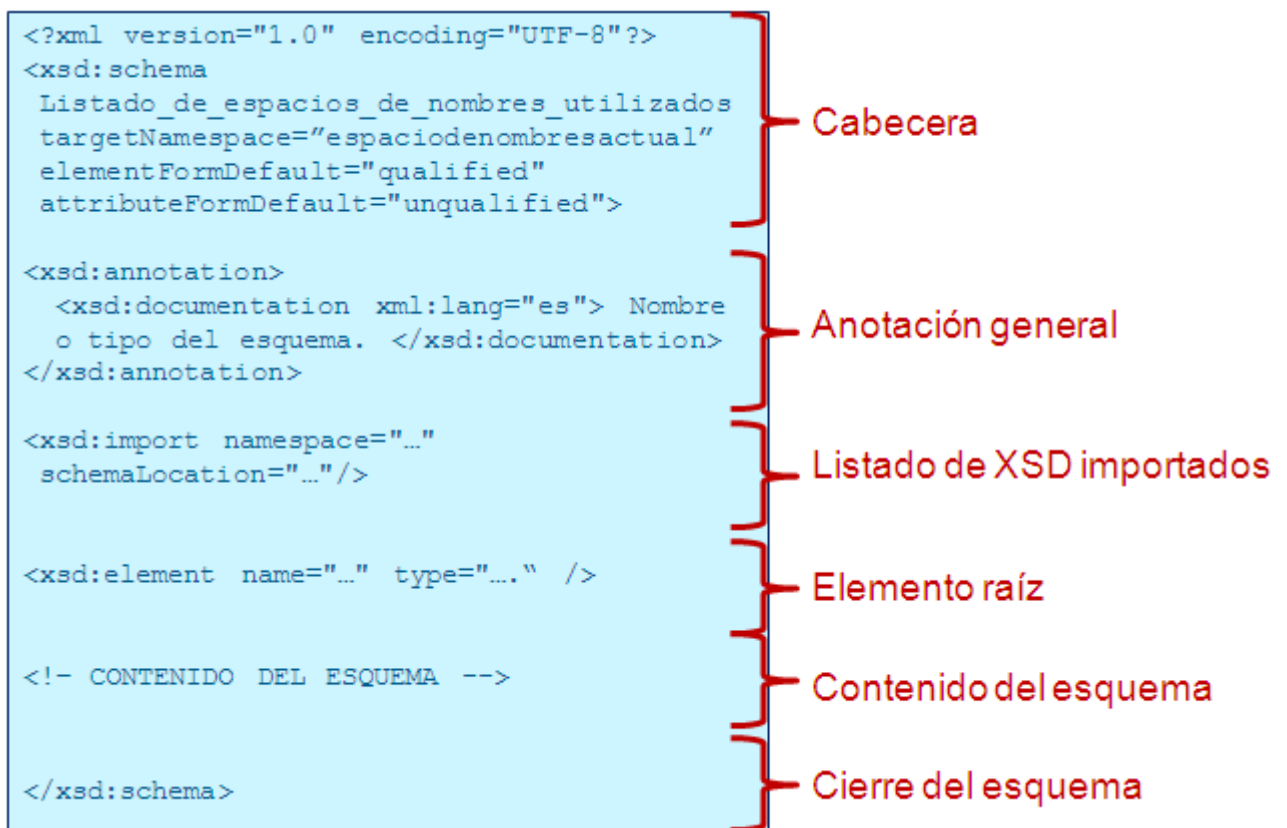 <?xml version="1.0" encoding="UTF-8"?>
<xsd:schema
Listado_de_espacios_de_nombres_utilizados
targetNamespace=”espaciodenombresactual”
elementFormDefault="qualified"
attributeFormDefault="unqualified">
Cabecera
<xsd:annotation>
<xsd:documentation xml:lang="es"> Nombre
o tipo del esquema. </xsd:documentation>
</xsd:annotation>
Anotación general
<xsd:import namespace="…"
schemaLocation="…"/>
Listado de XSD importados
<xsd:element name="…" type="….“ />
Elemento raíz
<!– CONTENIDO DEL ESQUEMA -->
Contenido del esquema
</xsd:schema>
Cierre del esquema